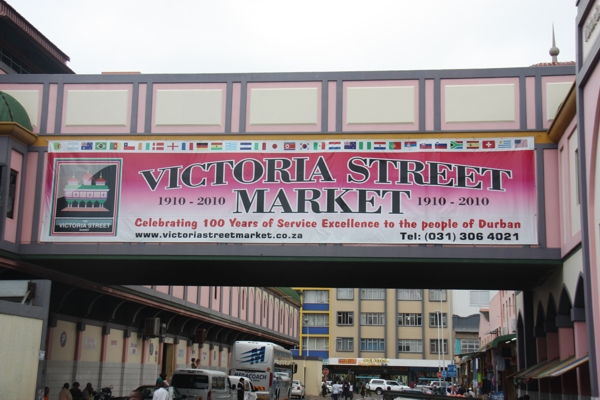 VICTORIA STREET
1910 - 2010 MARKET 1910 - 2010
Celebrating 100 Years of Service Excellence to the people of Durban
www.victoriastreetmarket.co.za Tel: (031) 306 4021
VICTORIA STREET